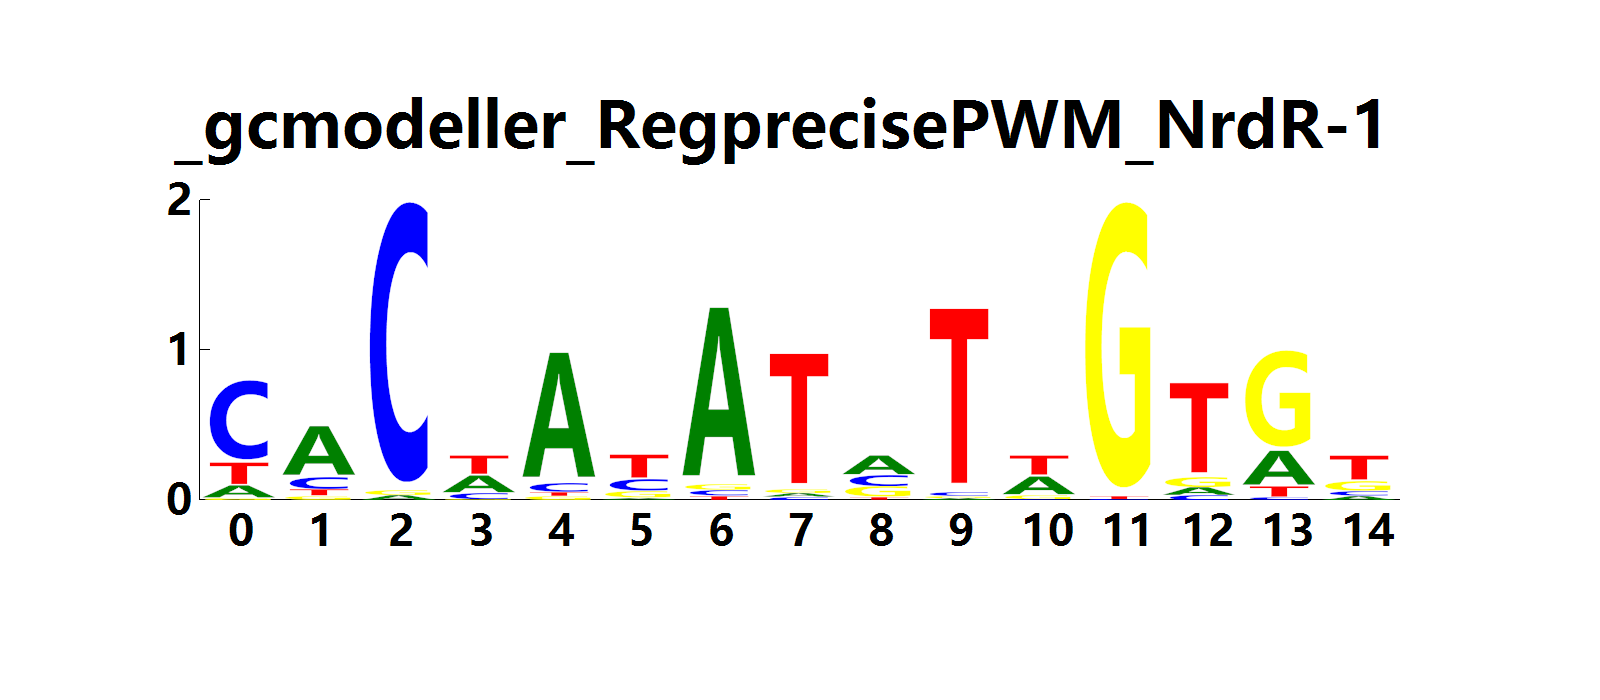 _gcmodeller_RegprecisePWM_NrdR-1
2
1
0
C A C T A T A T A T T G T G T
T C A A C C G G C C A A G A G
A T G C T G C A G G T C
0 1 2 3 4 5 6 7 8 9 10 11 12 13 14